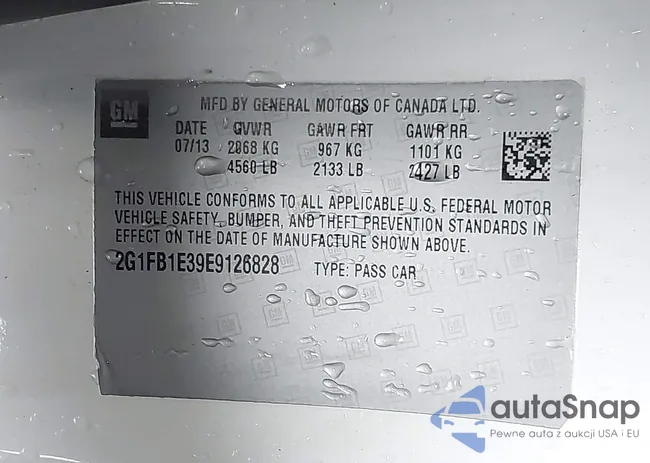 GM
MFD BY GENERAL MOTORS OF CANADA LTD.
DATE GVWR GAWR FRT GAWR RR
07/13 2868 KG 967 KG 1101 KG
4560 LB 2133 LB 2427 LB
THIS VEHICLE CONFORMS TO ALL APPLICABLE U.S. FEDERAL MOTOR
VEHICLE SAFETY, BUMPER, AND THEFT PREVENTION STANDARDS IN
EFFECT ON THE DATE OF MANUFACTURE SHOWN ABOVE.
2G1FB1E39E9126828 TYPE: PASS CAR
autaSnap
Pewne auta z aukcji USA i EU